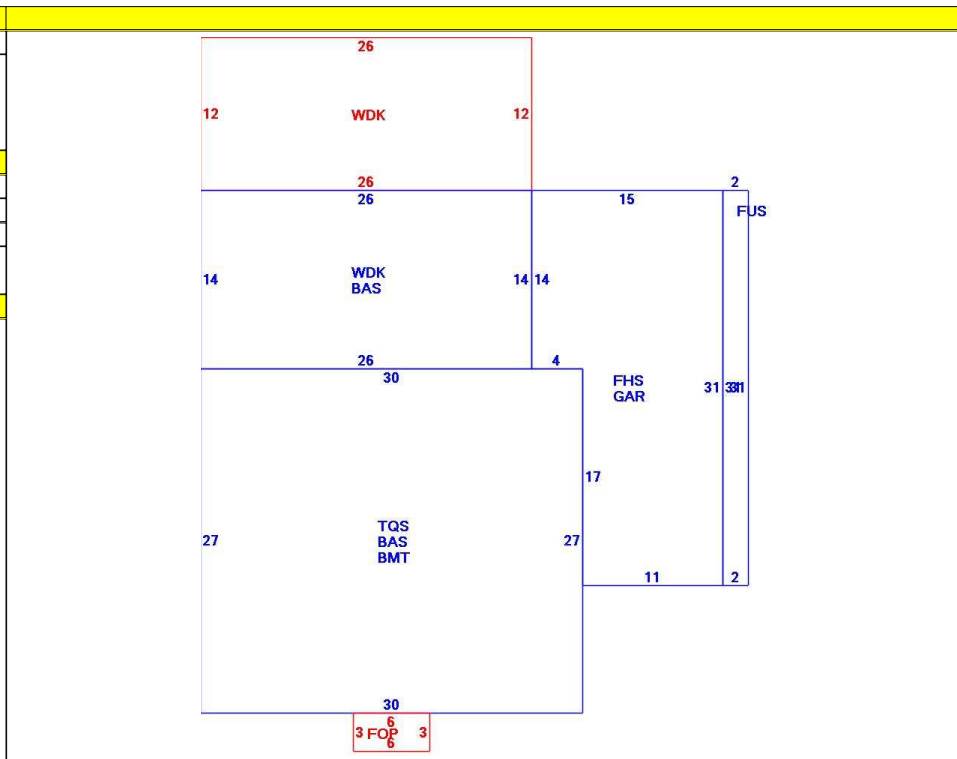 26
12 WDK 12
26
26 15 2
FUS
14 WDK 14 14
BAS
26 4
30
FHS
GAR
31 31 31
17
27 TQS 27
BAS
BMT
11 2
30
6
3 FOP 3
6